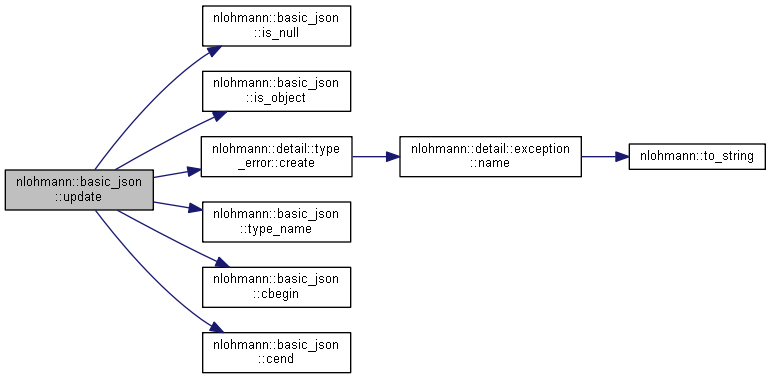 nlohmann::basic_json
::update
nlohmann::basic_json
::is_null
nlohmann::basic_json
::is_object
nlohmann::detail::type
_error::create
nlohmann::detail::exception
::name
nlohmann::to_string
nlohmann::basic_json
::type_name
nlohmann::basic_json
::cbegin
nlohmann::basic_json
::cend